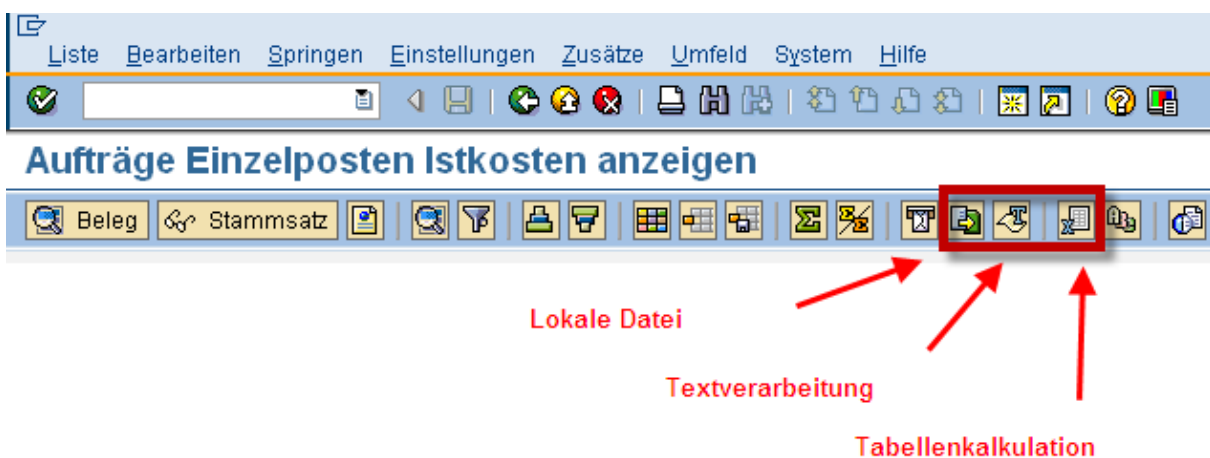 Liste Bearbeiten Springen Einstellungen Zusätze Umfeld System Hilfe
Aufträge Einzelposten Istkosten anzeigen
Beleg Stammsatz
Lokale Datei
Textverarbeitung
Tabellenkalkulation